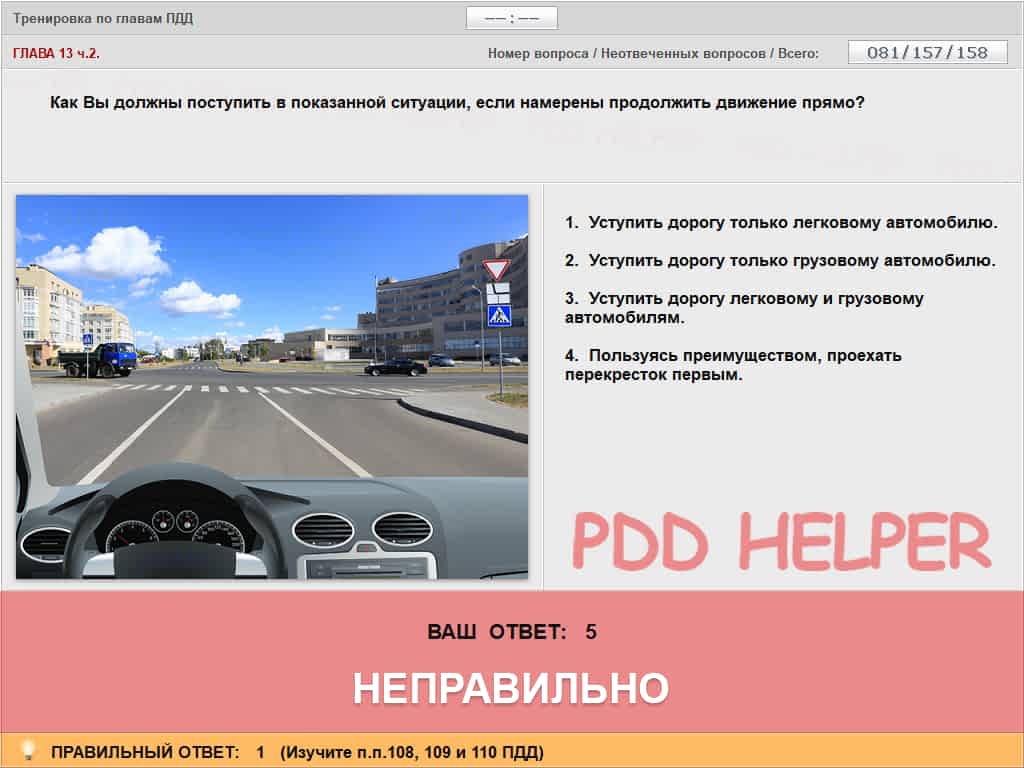 Тренировка по главам ПДД
—— : ——
ГЛАВА 13 ч.2.
Номер вопроса / Неотвеченных вопросов / Всего:
081/157/158
Как Вы должны поступить в показанной ситуации, если намерены продолжить движение прямо?
1. Уступить дорогу только легковому автомобилю.
2. Уступить дорогу только грузовому автомобилю.
3. Уступить дорогу легковому и грузовому
автомобилям.
4. Пользуясь преимуществом, проехать
перекресток первым.
PDD HELPER
ВАШ ОТВЕТ: 5
НЕПРАВИЛЬНО
ПРАВИЛЬНЫЙ ОТВЕТ: 1 (Изучите п.п.108, 109 и 110 ПДД)